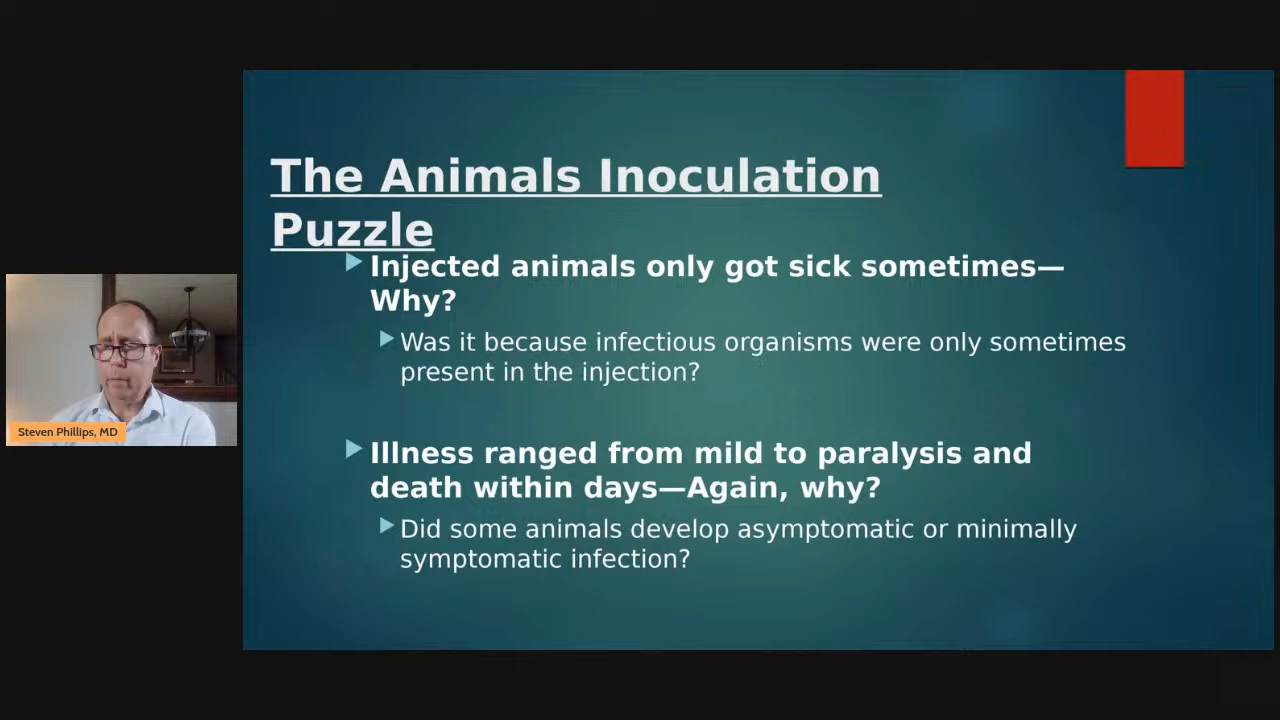 The Animals Inoculation
Puzzle
Injected animals only got sick sometimes—
Why?
Was it because infectious organisms were only sometimes
present in the injection?
Illness ranged from mild to paralysis and
death within days—Again, why?
Did some animals develop asymptomatic or minimally
symptomatic infection?
Steven Phillips, MD